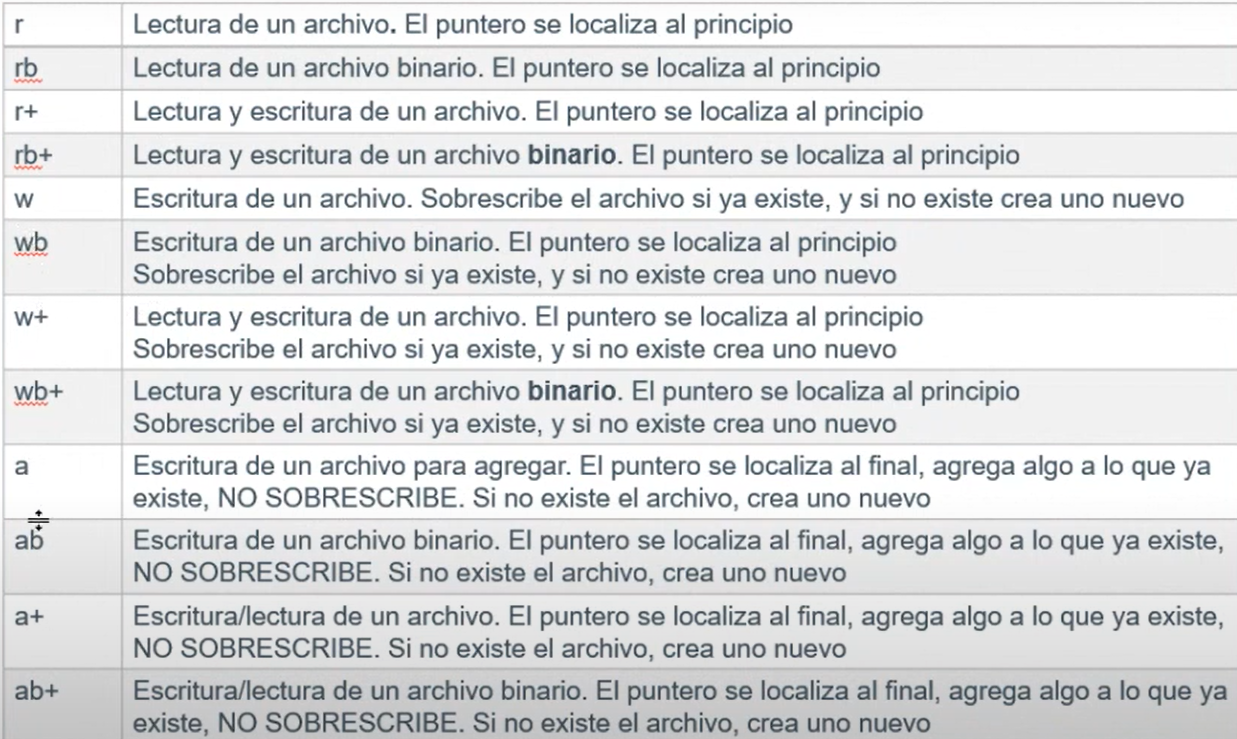 r Lectura de un archivo. El puntero se localiza al principio
rb Lectura de un archivo binario. El puntero se localiza al principio
r+ Lectura y escritura de un archivo. El puntero se localiza al principio
rb+ Lectura y escritura de un archivo binario. El puntero se localiza al principio
w Escritura de un archivo. Sobrescribe el archivo si ya existe, y si no existe crea uno nuevo
wb Escritura de un archivo binario. El puntero se localiza al principio
Sobrescribe el archivo si ya existe, y si no existe crea uno nuevo
w+ Lectura y escritura de un archivo. El puntero se localiza al principio
Sobrescribe el archivo si ya existe, y si no existe crea uno nuevo
wb+ Lectura y escritura de un archivo binario. El puntero se localiza al principio
Sobrescribe el archivo si ya existe, y si no existe crea uno nuevo
a Escritura de un archivo para agregar. El puntero se localiza al final, agrega algo a lo que ya
existe, NO SOBRESCRIBE. Si no existe el archivo, crea uno nuevo
ab Escritura de un archivo binario. El puntero se localiza al final, agrega algo a lo que ya existe,
NO SOBRESCRIBE. Si no existe el archivo, crea uno nuevo
a+ Escritura/lectura de un archivo. El puntero se localiza al final, agrega algo a lo que ya existe,
NO SOBRESCRIBE. Si no existe el archivo, crea uno nuevo
ab+ Escritura/lectura de un archivo binario. El puntero se localiza al final, agrega algo a lo que ya
existe, NO SOBRESCRIBE. Si no existe el archivo, crea uno nuevo